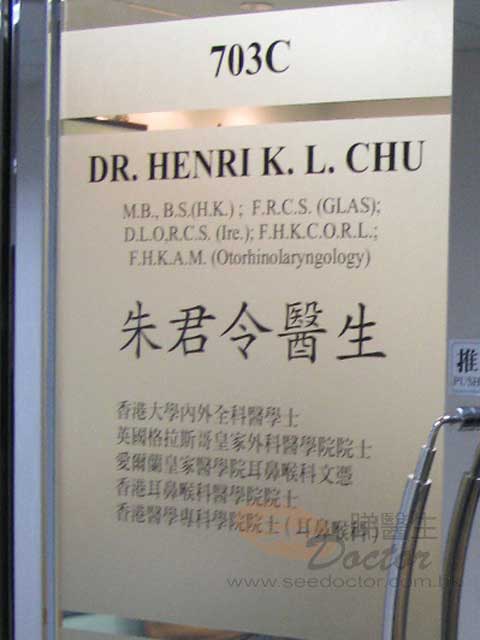 703C
DR. HENRI K. L. CHU
M.B., B.S.(H.K.) ; F.R.C.S. (GLAS);
D.L.O,R.C.S. (Ire.); F.H.K.C.O.R.L.;
F.H.K.A.M. (Otorhinolaryngology)
朱君令醫生
推
PUSH
香港大學內外全科醫學士
英國格拉斯哥皇家外科醫學院院士
愛爾蘭皇家醫學院耳鼻喉科文憑
香港耳鼻喉科醫學院院士
香港醫學專科學院院士 ( 耳鼻喉科 )
睇醫生
Doctor
www.seedoctor.com.hk